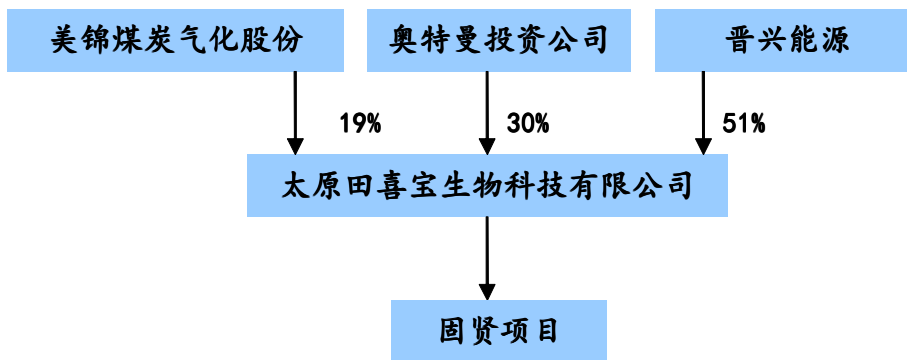 美锦煤炭气化股份
奥特曼投资公司
晋兴能源
19%
30%
51%
太原田喜宝生物科技有限公司
固贤项目